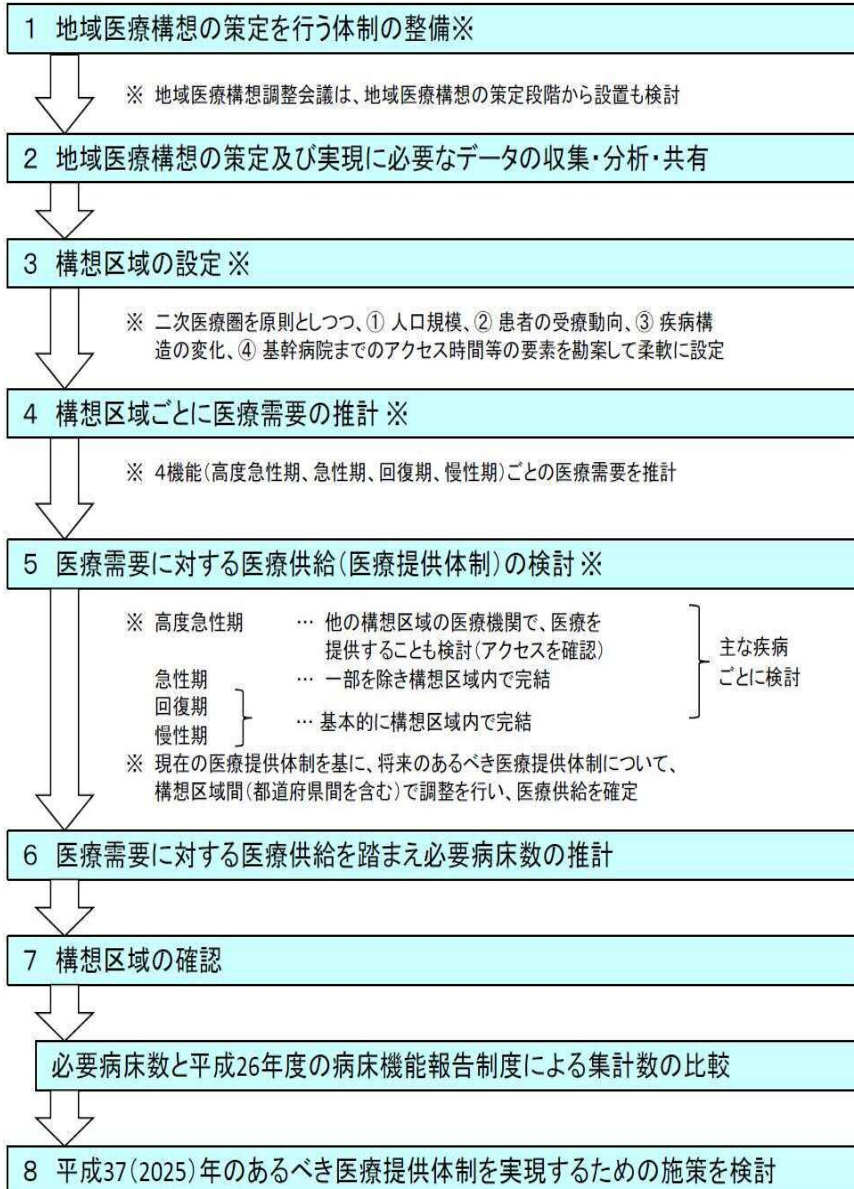 1 地域医療構想の策定を行う体制の整備※
※ 地域医療構想調整会議は、地域医療構想の策定段階から設置も検討
2 地域医療構想の策定及び実現に必要なデータの収集・分析・共有
3 構想区域の設定※
※ 二次医療圏を原則としつつ、① 人口規模、② 患者の受療動向、③ 疾病構
造の変化、④ 基幹病院までのアクセス時間等の要素を勘案して柔軟に設定
4 構想区域ごとに医療需要の推計※
※ 4機能(高度急性期、急性期、回復期、慢性期)ごとの医療需要を推計
5 医療需要に対する医療供給(医療提供体制)の検討※
※ 高度急性期 … 他の構想区域の医療機関で、医療を
提供することも検討(アクセスを確認)
急性期 … 一部を除き構想区域内で完結
回復期
慢性期
… 基本的に構想区域内で完結
主な疾病
ごとに検討
※ 現在の医療提供体制を基に、将来のあるべき医療提供体制について、
構想区域間(都道府県間を含む)で調整を行い、医療供給を確定
6 医療需要に対する医療供給を踏まえ必要病床数の推計
7 構想区域の確認
必要病床数と平成26年度の病床機能報告制度による集計数の比較
8 平成37(2025)年のあるべき医療提供体制を実現するための施策を検討